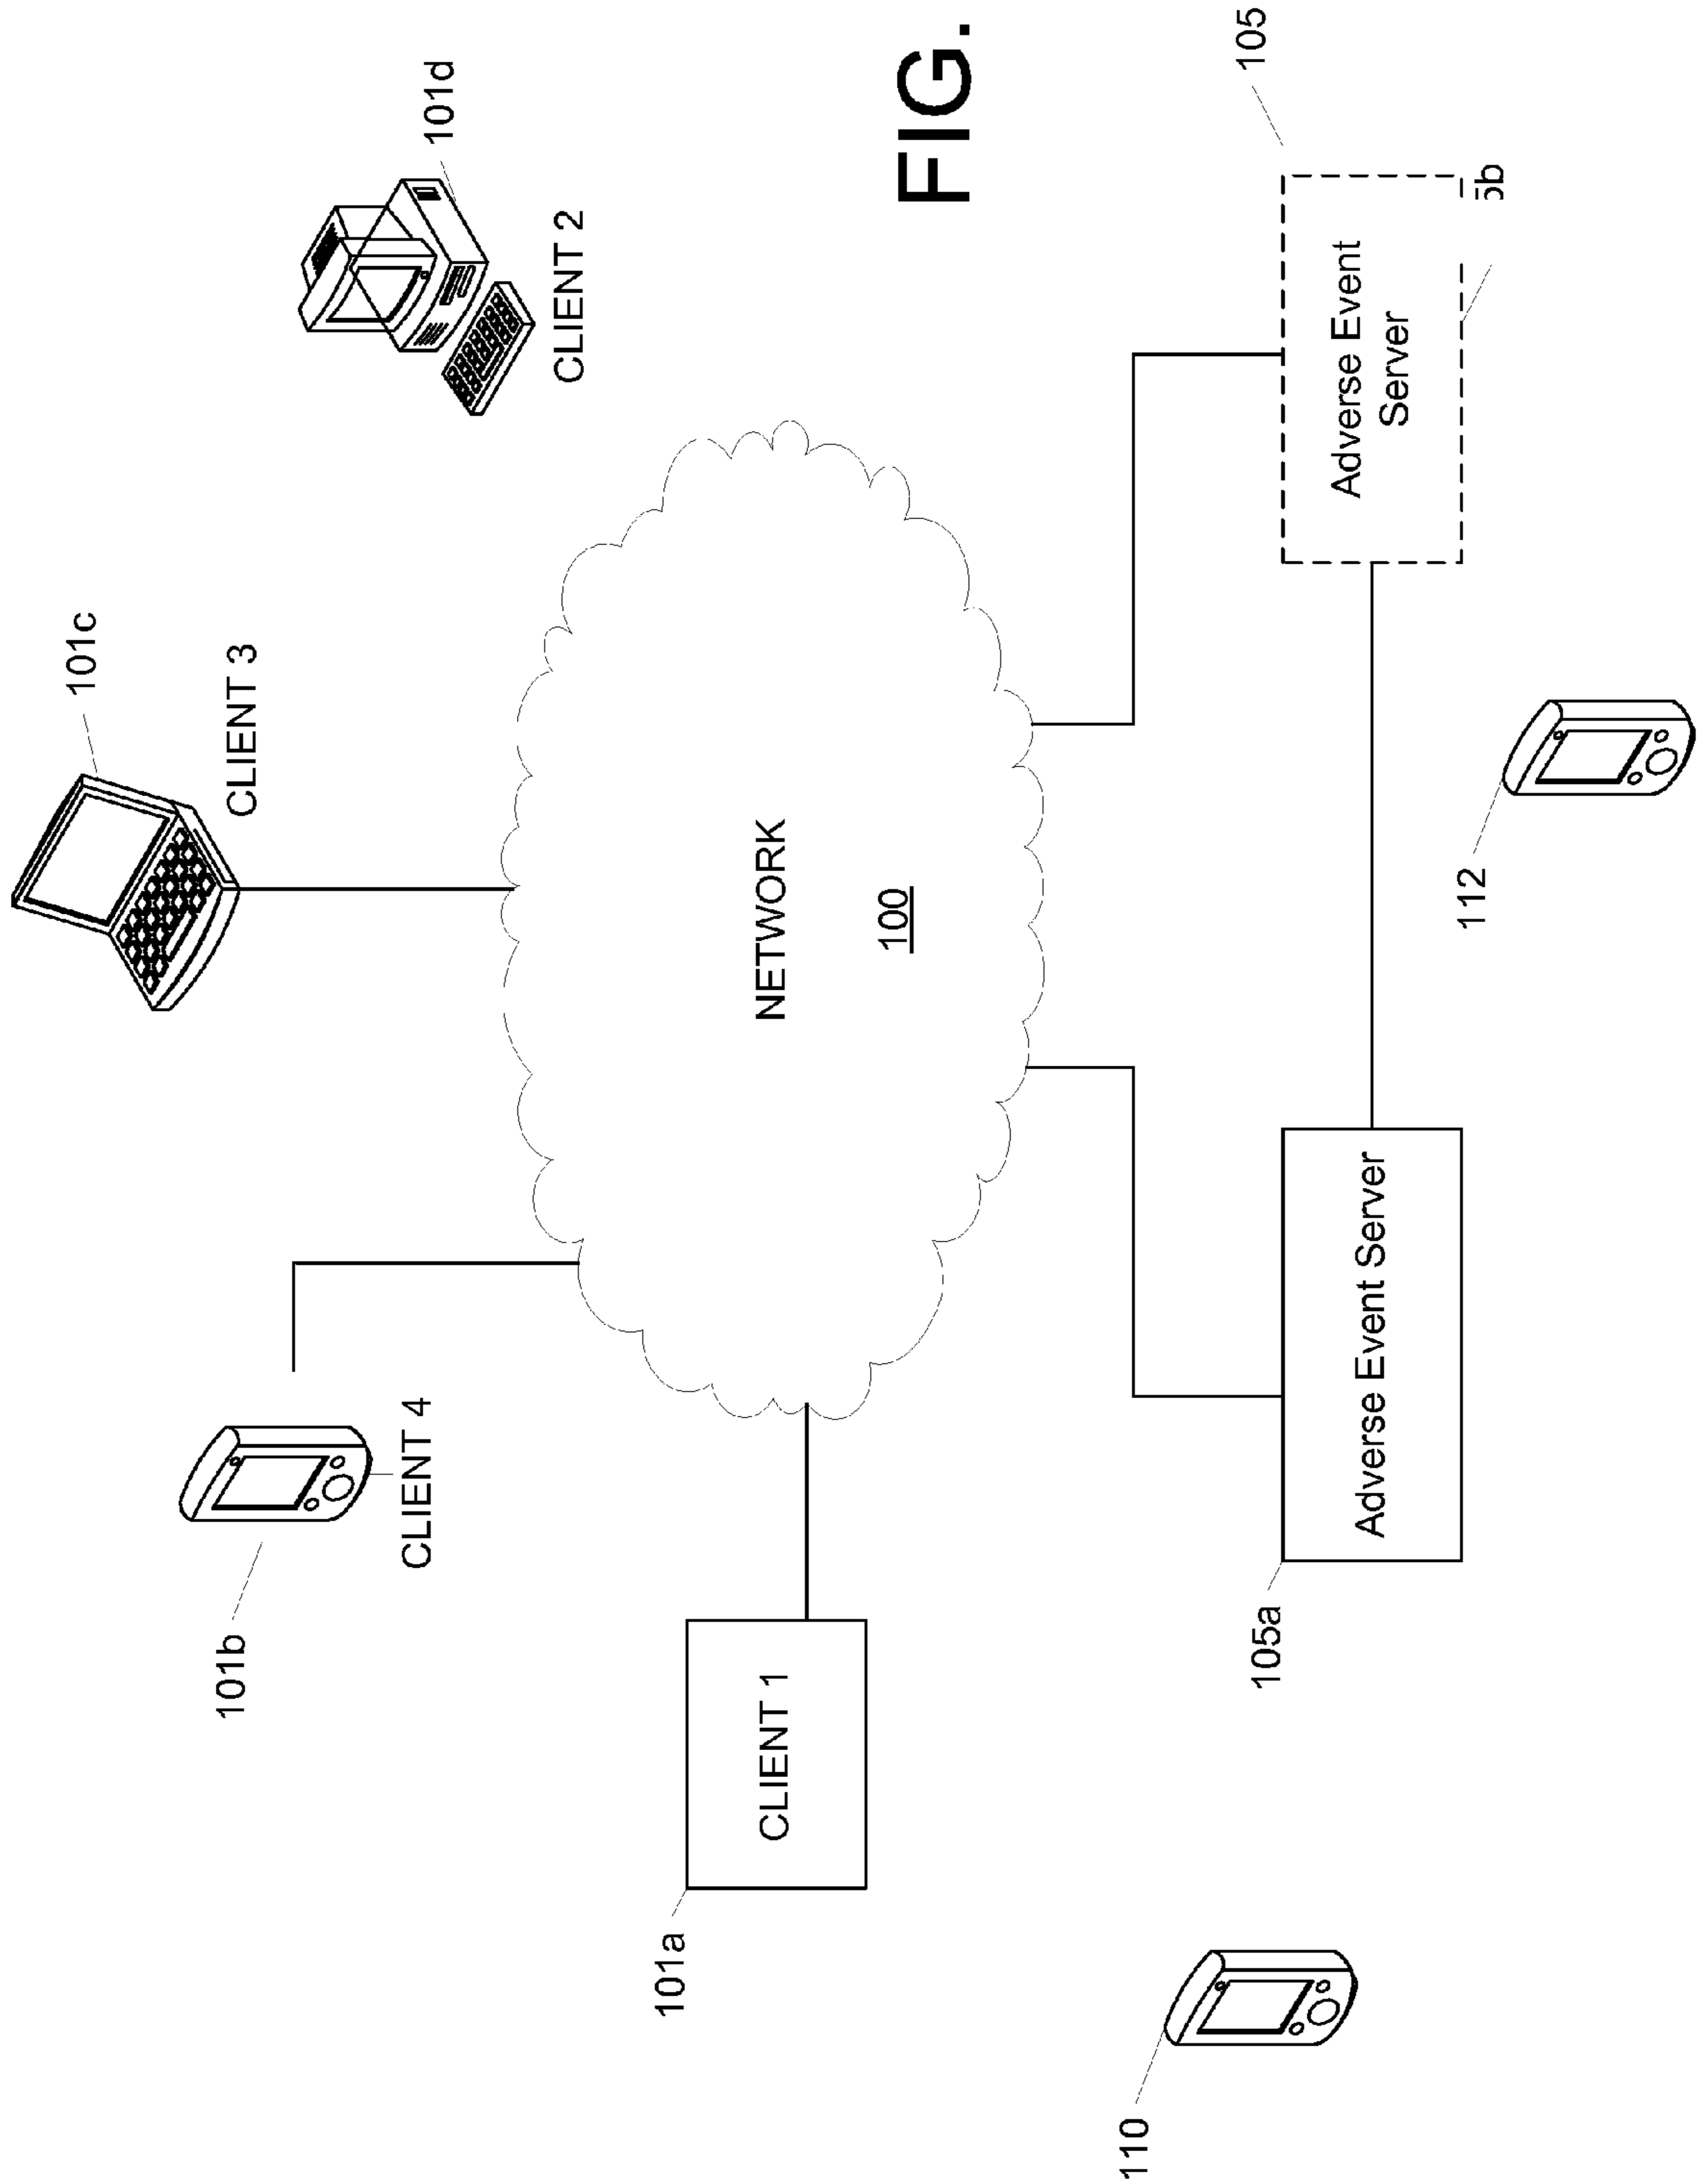 101c
CLIENT 3
101d
CLIENT 2
101b
CLIENT 4
NETWORK
100
FIG.
CLIENT 1
101a
105
Adverse Event
Server
5b
Adverse Event Server
105a
112
110